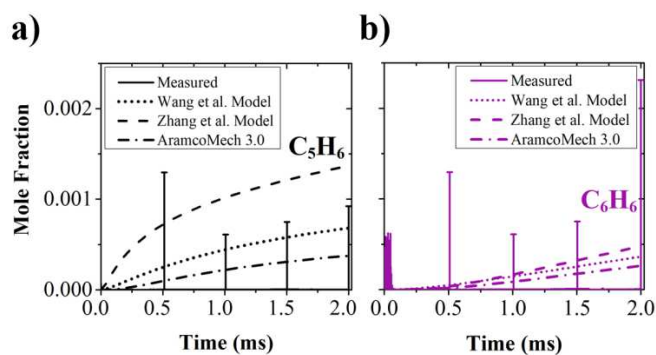 a)
Measured
Wang et al. Model
Zhang et al. Model
AramcoMech 3.0
C₅H₆
0.002
0.001
0.000
Mole Fraction
0.0 0.5 1.0 1.5 2.0
Time (ms)
b)
Measured
Wang et al. Model
Zhang et al. Model
AramcoMech 3.0
C₆H₆
0.0 0.5 1.0 1.5 2.0
Time (ms)